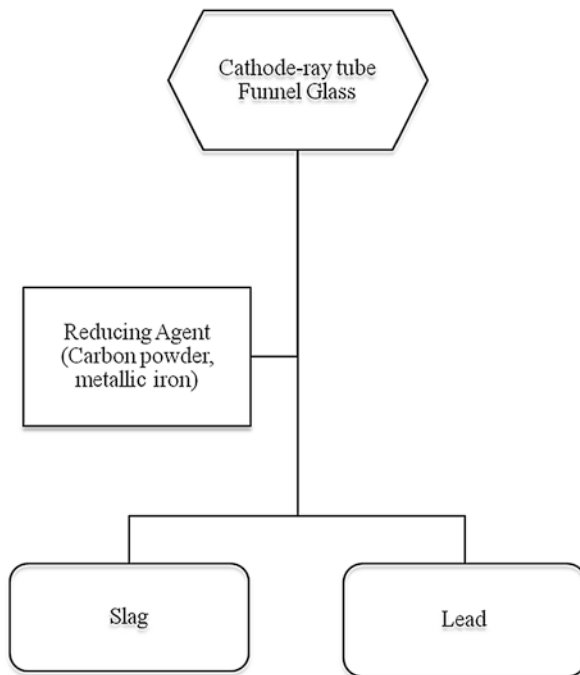 Cathode-ray tube
Funnel Glass
Reducing Agent
(Carbon powder,
metallic iron)
Slag
Lead